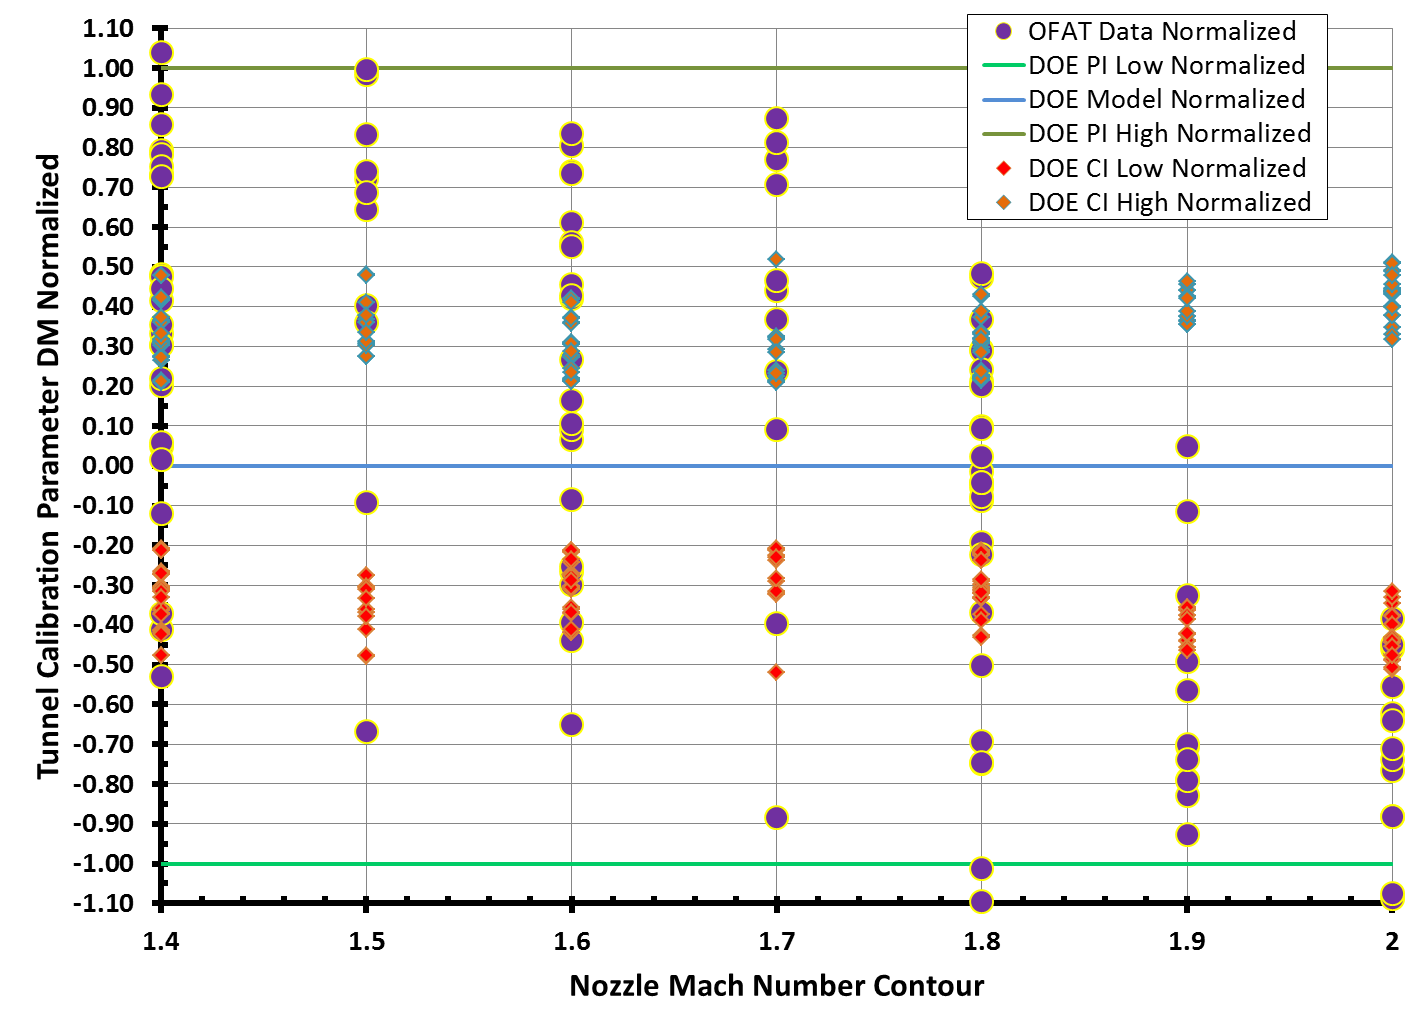 OFAT Data Normalized
DOE PI Low Normalized
DOE Model Normalized
DOE PI High Normalized
DOE CI Low Normalized
DOE CI High Normalized
Tunnel Calibration Parameter DM Normalized
1.10
1.00
0.90
0.80
0.70
0.60
0.50
0.40
0.30
0.20
0.10
0.00
-0.10
-0.20
-0.30
-0.40
-0.50
-0.60
-0.70
-0.80
-0.90
-1.00
-1.10
1.4 1.5 1.6 1.7 1.8 1.9 2
Nozzle Mach Number Contour